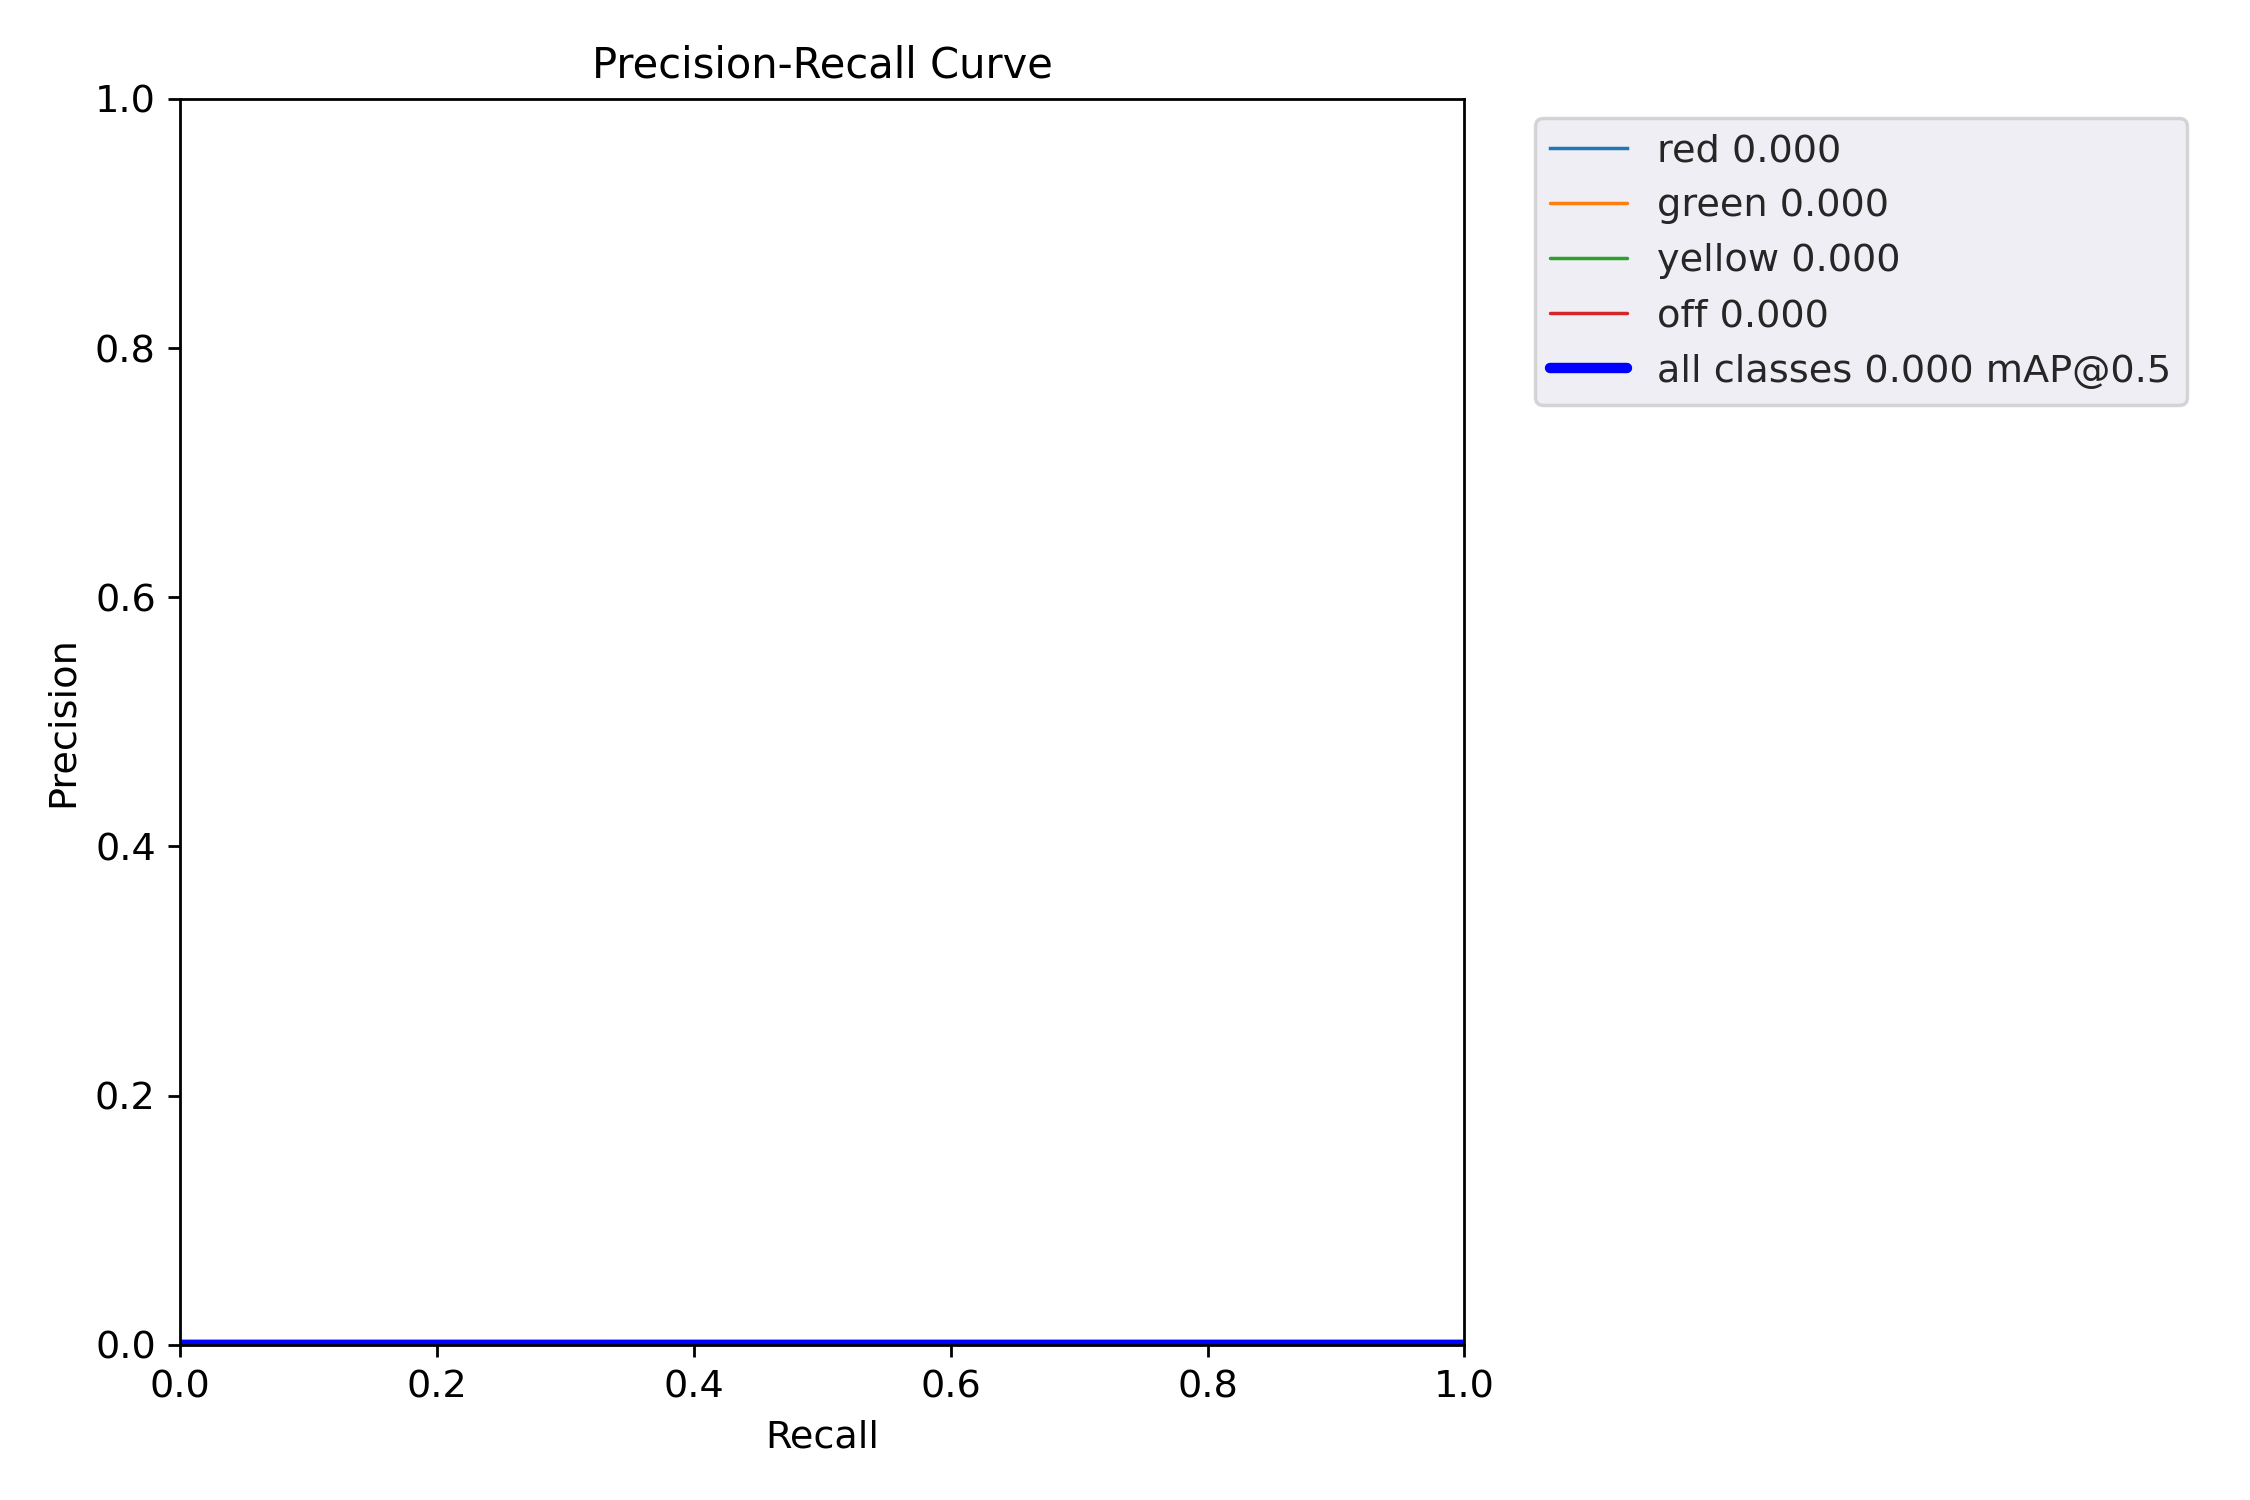 Precision-Recall Curve
1.0
0.8
0.6
0.4
0.2
0.0
Precision
0.0 0.2 0.4 0.6 0.8 1.0
Recall
red 0.000
green 0.000
yellow 0.000
off 0.000
all classes 0.000 mAP@0.5